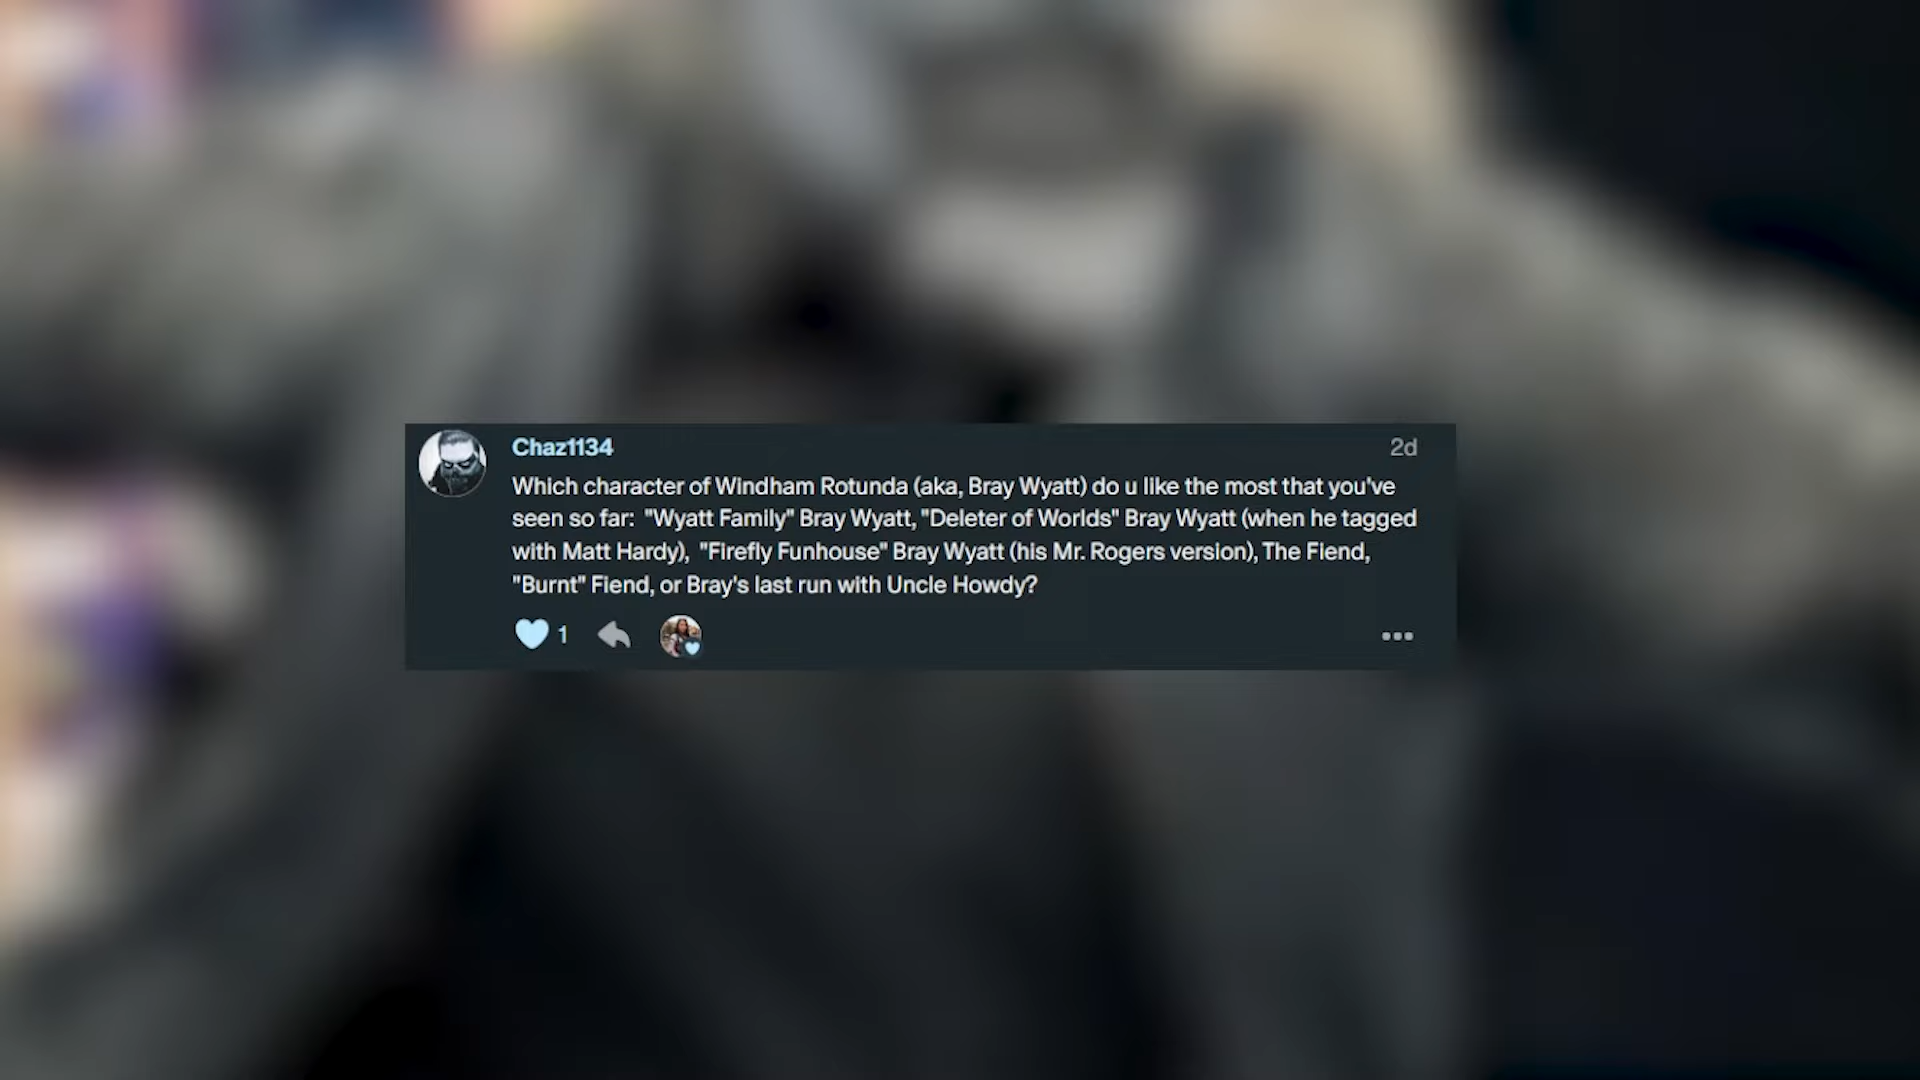 Chaz1134
2d
Which character of Windham Rotunda (aka, Bray Wyatt) do u like the most that you've
seen so far:  "Wyatt Family" Bray Wyatt, "Deleter of Worlds" Bray Wyatt (when he tagged
with Matt Hardy),  "Firefly Funhouse" Bray Wyatt (his Mr. Rogers version), The Fiend,
"Burnt" Fiend, or Bray's last run with Uncle Howdy?
1